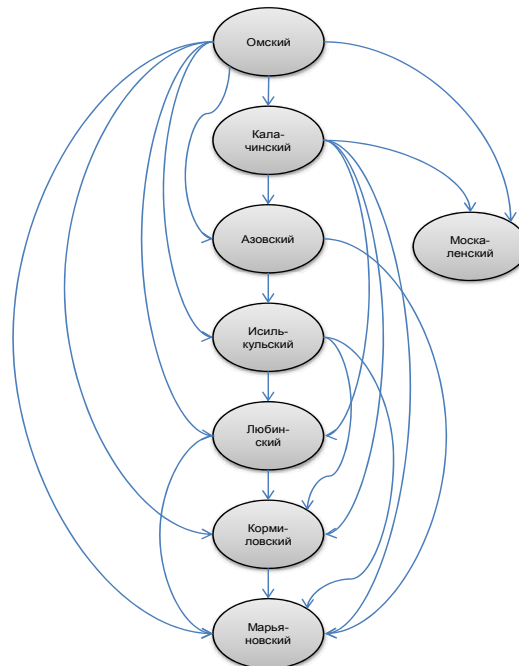 Омский
Кала-
чинский
Азовский
Моска-
ленский
Исиль-
кульский
Любин-
ский
Корми-
ловский
Марья-
новский